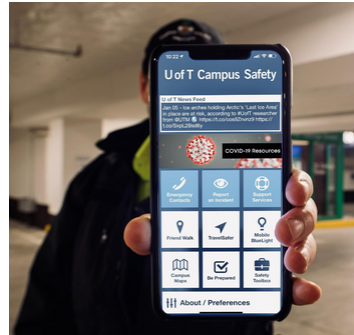 10:22
U of T Campus Safety
U of T News Feed
Jan 05 - Ice arches holding Arctic's 'Last Ice Area'
in place are at risk, according to #UofT researcher
COVID-19 Resources
Emergency
Contacts
Report
an Incident
Support
Services
Friend Walk
TravelSafer
Mobile
BlueLight
Campus
Maps
Be Prepared
Safety
Toolbox
About / Preferences